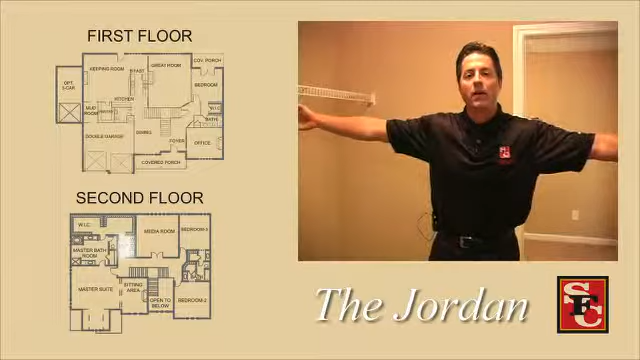 FIRST FLOOR
COV. PORCH
KEEPING ROOM
GREAT ROOM
OPT.
BEDROOM
KITCHEN
MUD
ROOM
W.I.C.
BATH
DOUBLE GARAGE
DINING
FOYER
OFFICE
COVERED PORCH
SECOND FLOOR
W.I.C.
MEDIA ROOM
BEDROOM-3
MASTER BATH
ROOM
MASTER SUITE
SITTING
AREA
OPEN TO
BELOW
BEDROOM-2
The Jordan
SFC